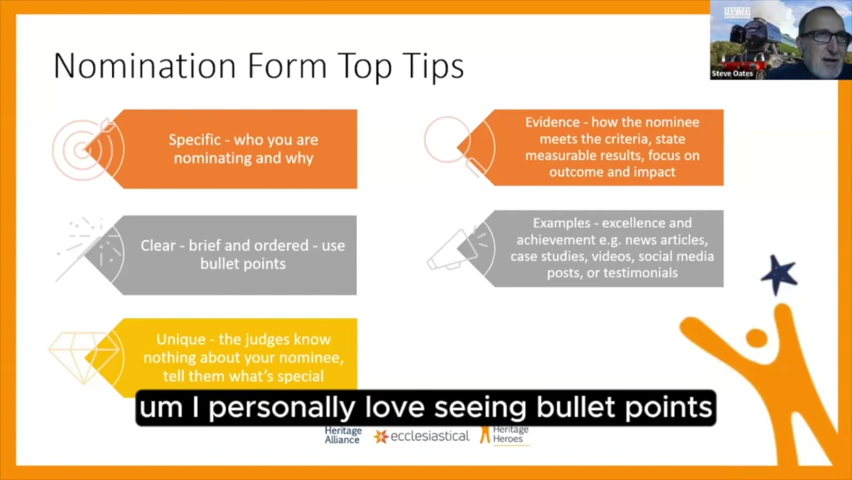 Nomination Form Top Tips
Steve Oates
Specific - who you are
nominating and why
Clear - brief and ordered - use
bullet points
Unique - the judges know
nothing about your nominee,
tell them what's special
Evidence - how the nominee
meets the criteria, state
measurable results, focus on
outcome and impact
Examples - excellence and
achievement e.g. news articles,
case studies, videos, social media
posts, or testimonials
um I personally love seeing bullet points
Heritage
Alliance
ecclesiastical
Heritage
Heroes